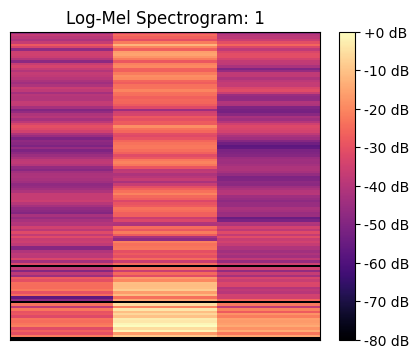 Log-Mel Spectrogram: 1
+0 dB
-10 dB
-20 dB
-30 dB
-40 dB
-50 dB
-60 dB
-70 dB
-80 dB